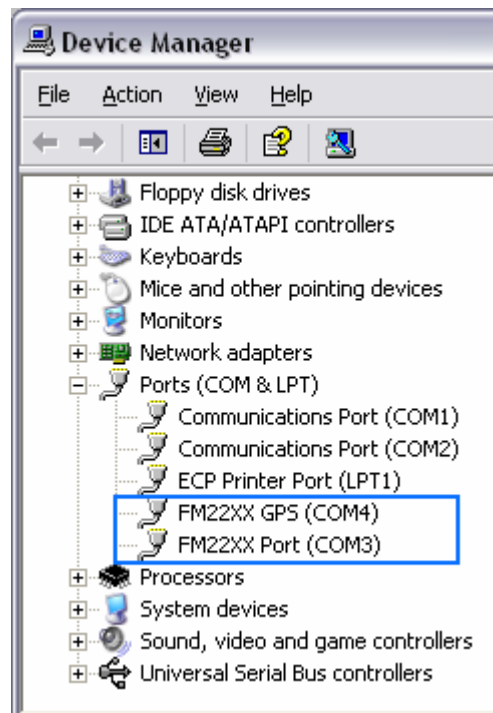 Device Manager
File Action View Help
Floppy disk drives
IDE ATA/ATAPI controllers
Keyboards
Mice and other pointing devices
Monitors
Network adapters
Ports (COM & LPT)
Communications Port (COM1)
Communications Port (COM2)
ECP Printer Port (LPT1)
FM22XX GPS (COM4)
FM22XX Port (COM3)
Processors
System devices
Sound, video and game controllers
Universal Serial Bus controllers